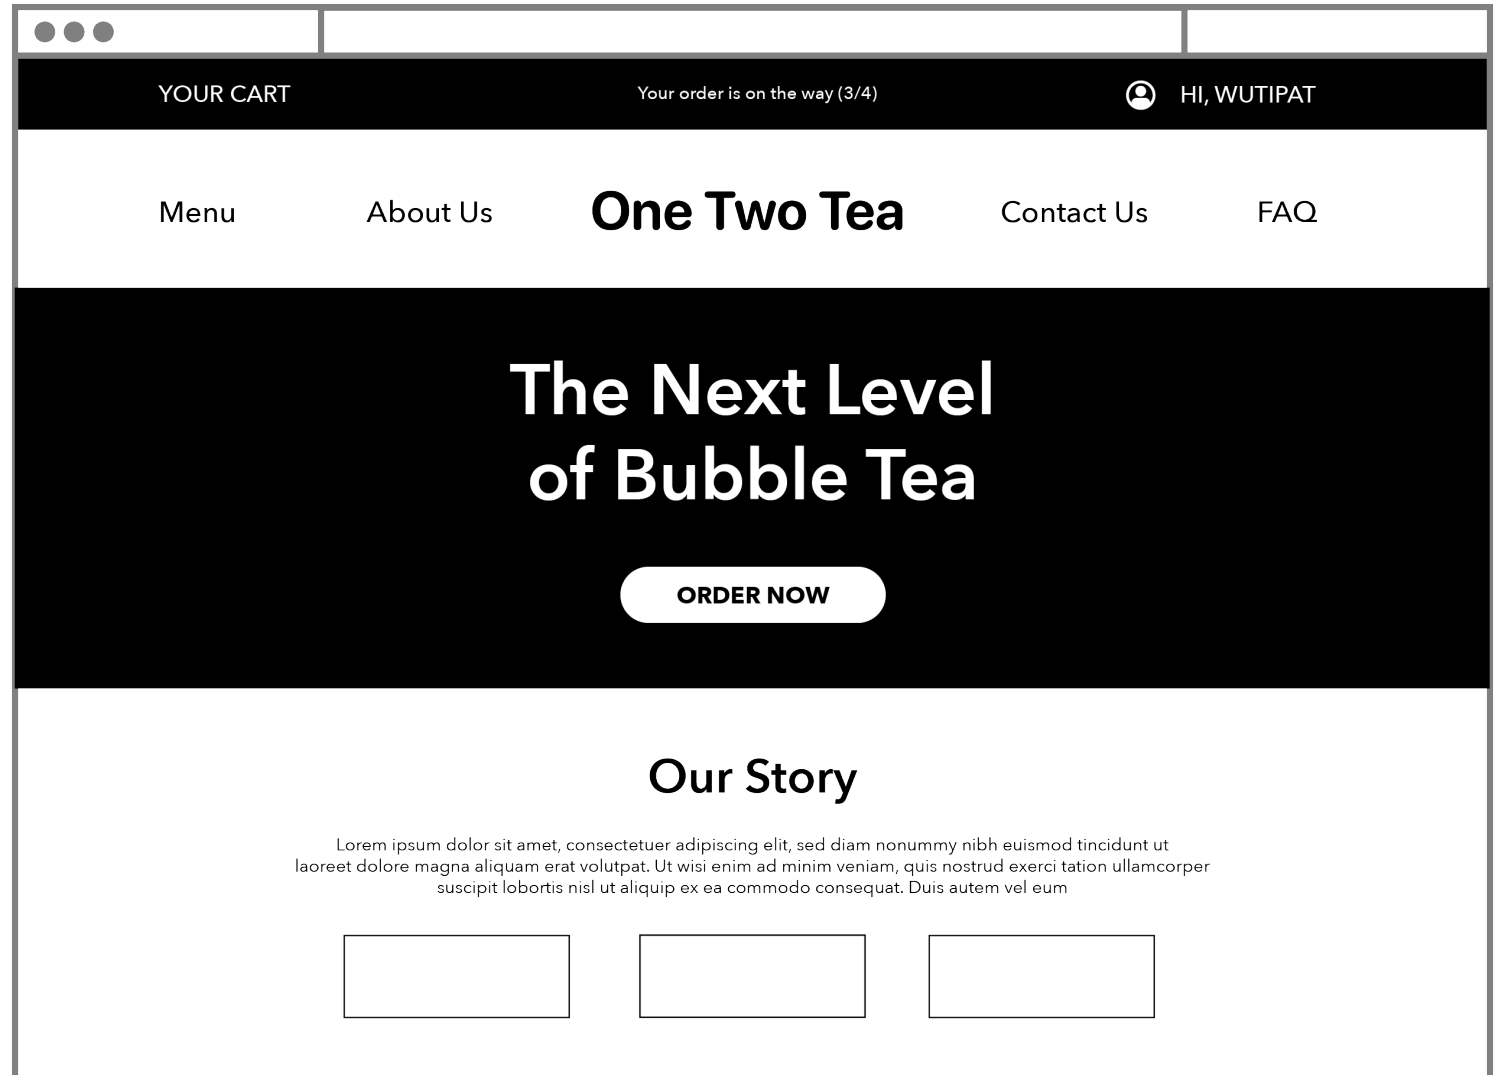 YOUR CART
Your order is on the way (3/4)
HI, WUTIPAT
Menu
About Us
One Two Tea
Contact Us
FAQ
The Next Level
of Bubble Tea
ORDER NOW
Our Story
Lorem ipsum dolor sit amet, consectetuer adipiscing elit, sed diam nonummy nibh euismod tincidunt ut
laoreet dolore magna aliquam erat volutpat. Ut wisi enim ad minim veniam, quis nostrud exerci tation ullamcorper
suscipit lobortis nisl ut aliquip ex ea commodo consequat. Duis autem vel eum